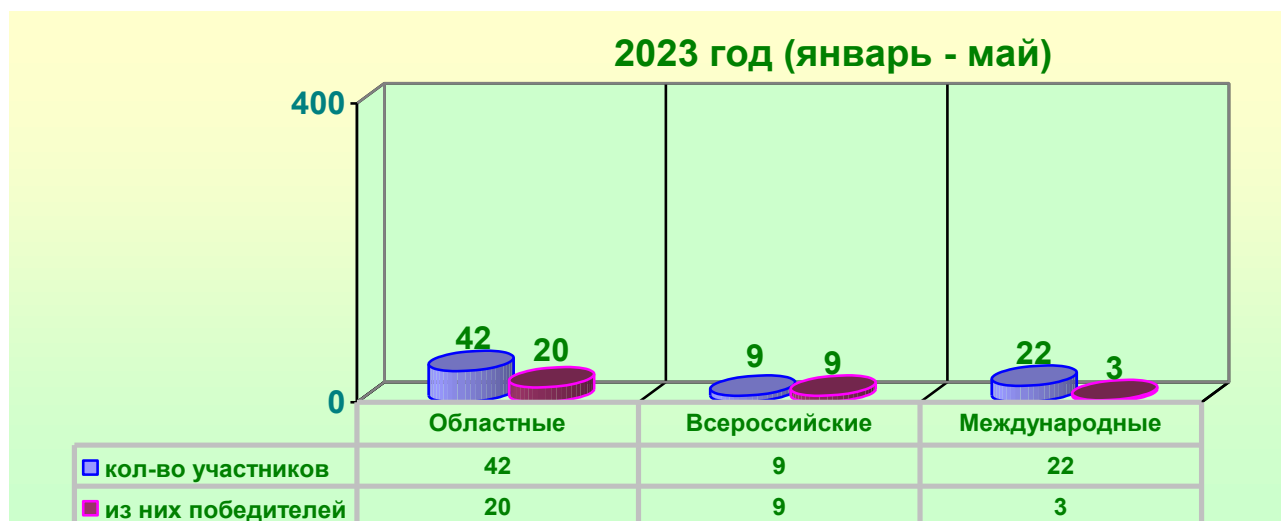 2023 год (январь - май)
400
42
20
9
9
22
3
0
Областные Всероссийские Международные
кол-во участников 42 9 22
из них победителей 20 9 3